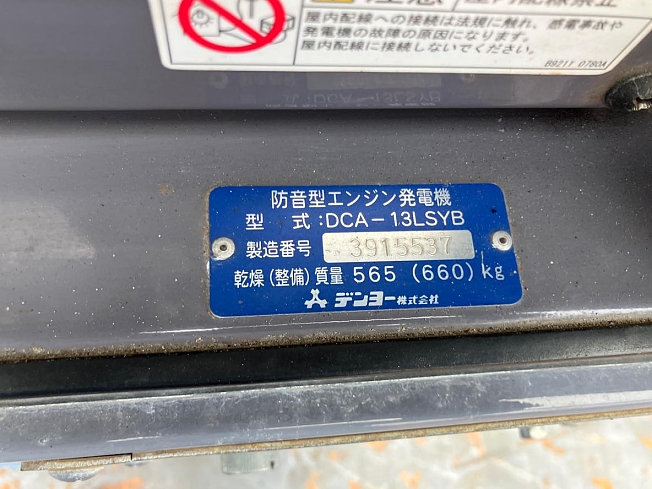 屋内配線への接続は法規に触れ、感電事故や
発電機の故障の原因になります。
屋内配線に接続しないでください。
B9211 0780A
防音型エンジン発電機
型 式:DCA-13LSYB
製造番号 3915537
乾燥(整備)質量 565 (660)kg
デンヨー株式会社